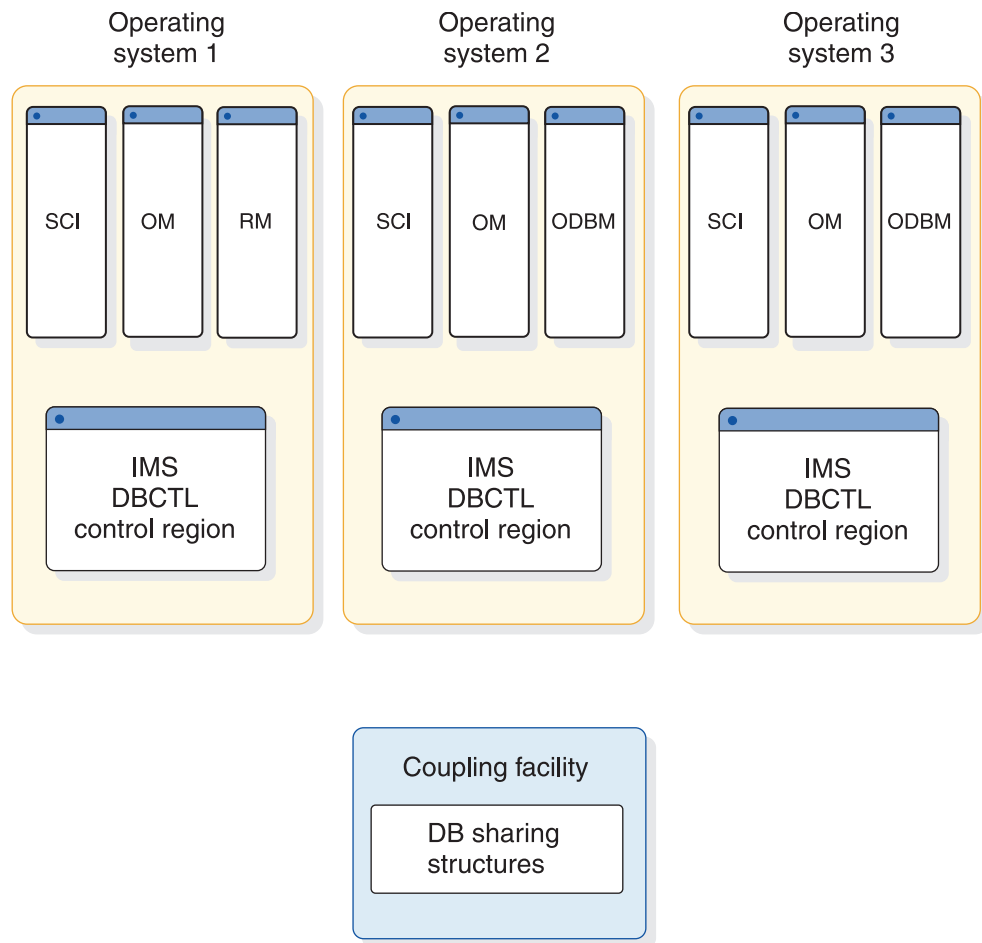 Operating
system 1
Operating
system 2
Operating
system 3
SCI
OM
RM
SCI
OM
ODBM
SCI
OM
ODBM
IMS
DBCTL
control region
IMS
DBCTL
control region
IMS
DBCTL
control region
Coupling facility
DB sharing
structures